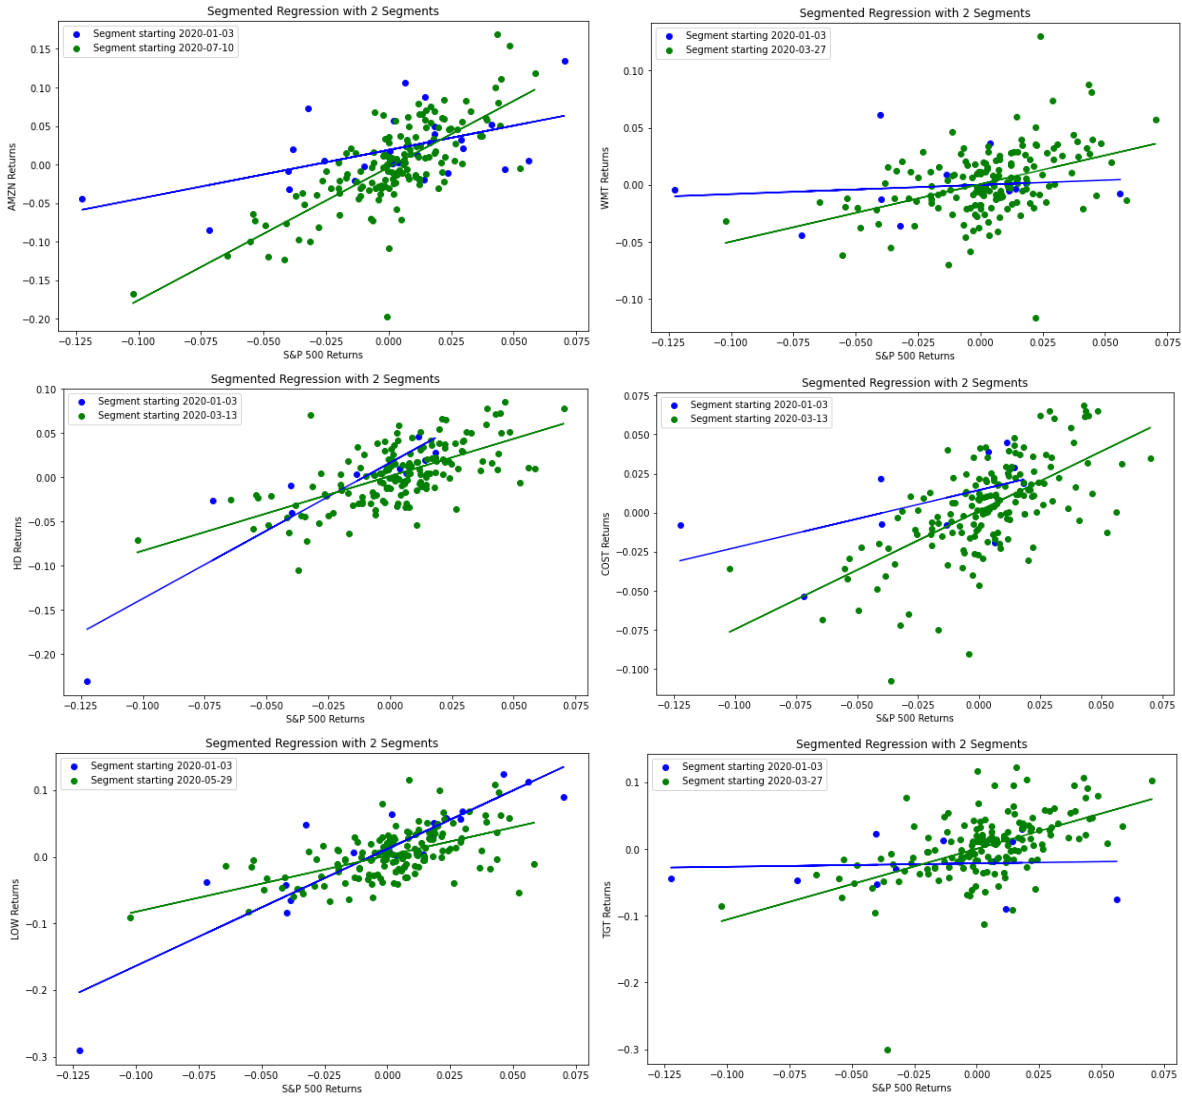 Segmented Regression with 2 Segments
Segment starting 2020-01-03
Segment starting 2020-07-10
0.15
0.10
0.05
0.00
−0.05
−0.10
−0.15
−0.20
AMZN Returns
−0.125 −0.100 −0.075 −0.050 −0.025 0.000 0.025 0.050 0.075
S&P 500 Returns
Segmented Regression with 2 Segments
Segment starting 2020-01-03
Segment starting 2020-03-27
0.10
0.05
0.00
−0.05
−0.10
WMT Returns
−0.125 −0.100 −0.075 −0.050 −0.025 0.000 0.025 0.050 0.075
S&P 500 Returns
Segmented Regression with 2 Segments
Segment starting 2020-01-03
Segment starting 2020-03-13
0.10
0.05
0.00
−0.05
−0.10
−0.15
−0.20
HD Returns
−0.125 −0.100 −0.075 −0.050 −0.025 0.000 0.025 0.050 0.075
S&P 500 Returns
Segmented Regression with 2 Segments
Segment starting 2020-01-03
Segment starting 2020-03-13
0.075
0.050
0.025
0.000
−0.025
−0.050
−0.075
−0.100
COST Returns
−0.125 −0.100 −0.075 −0.050 −0.025 0.000 0.025 0.050 0.075
S&P 500 Returns
Segmented Regression with 2 Segments
Segment starting 2020-01-03
Segment starting 2020-05-29
0.1
0.0
−0.1
−0.2
−0.3
LOW Returns
−0.125 −0.100 −0.075 −0.050 −0.025 0.000 0.025 0.050 0.075
S&P 500 Returns
Segmented Regression with 2 Segments
Segment starting 2020-01-03
Segment starting 2020-03-27
0.1
0.0
−0.1
−0.2
−0.3
TGT Returns
−0.125 −0.100 −0.075 −0.050 −0.025 0.000 0.025 0.050 0.075
S&P 500 Returns